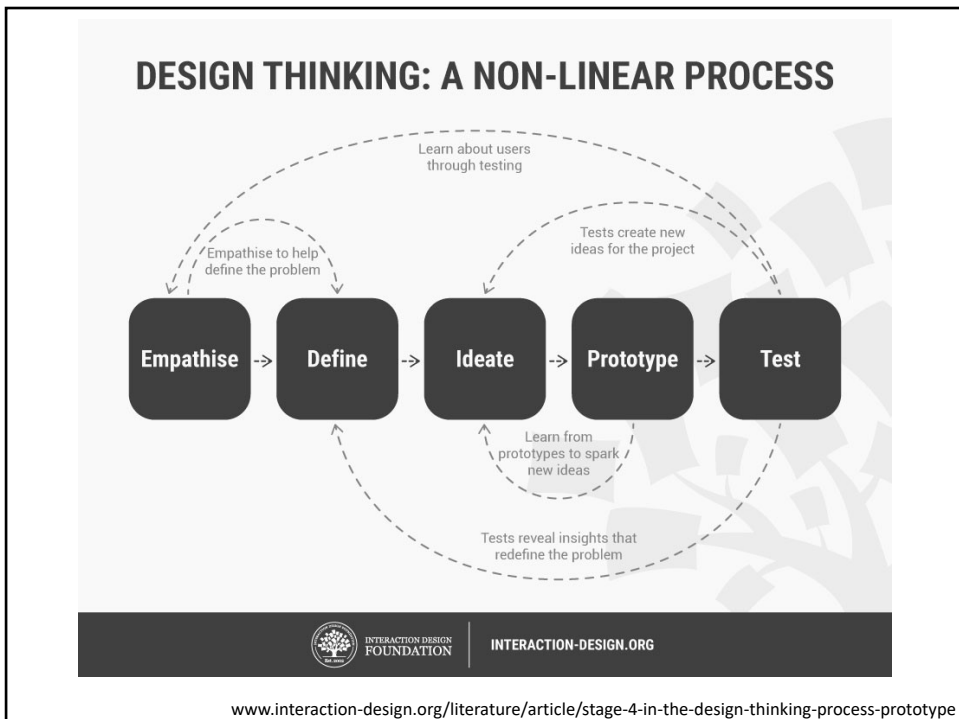 DESIGN THINKING: A NON-LINEAR PROCESS
Learn about users
through testing
Tests create new
ideas for the project
Empathise to help
define the problem
Empathise
Define
Ideate
Prototype
Test
Learn from
prototypes to spark
new ideas
Tests reveal insights that
redefine the problem
INTERACTION DESIGN
FOUNDATION
INTERACTION-DESIGN.ORG
www.interaction-design.org/literature/article/stage-4-in-the-design-thinking-process-prototype